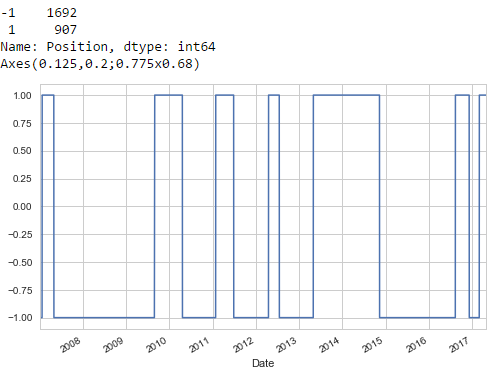 -1    1692
 1     907
Name: Position, dtype: int64
Axes(0.125,0.2;0.775x0.68)
1.00
0.75
0.50
0.25
0.00
−0.25
−0.50
−0.75
−1.00
2008 2009 2010 2011 2012 2013 2014 2015 2016 2017
Date